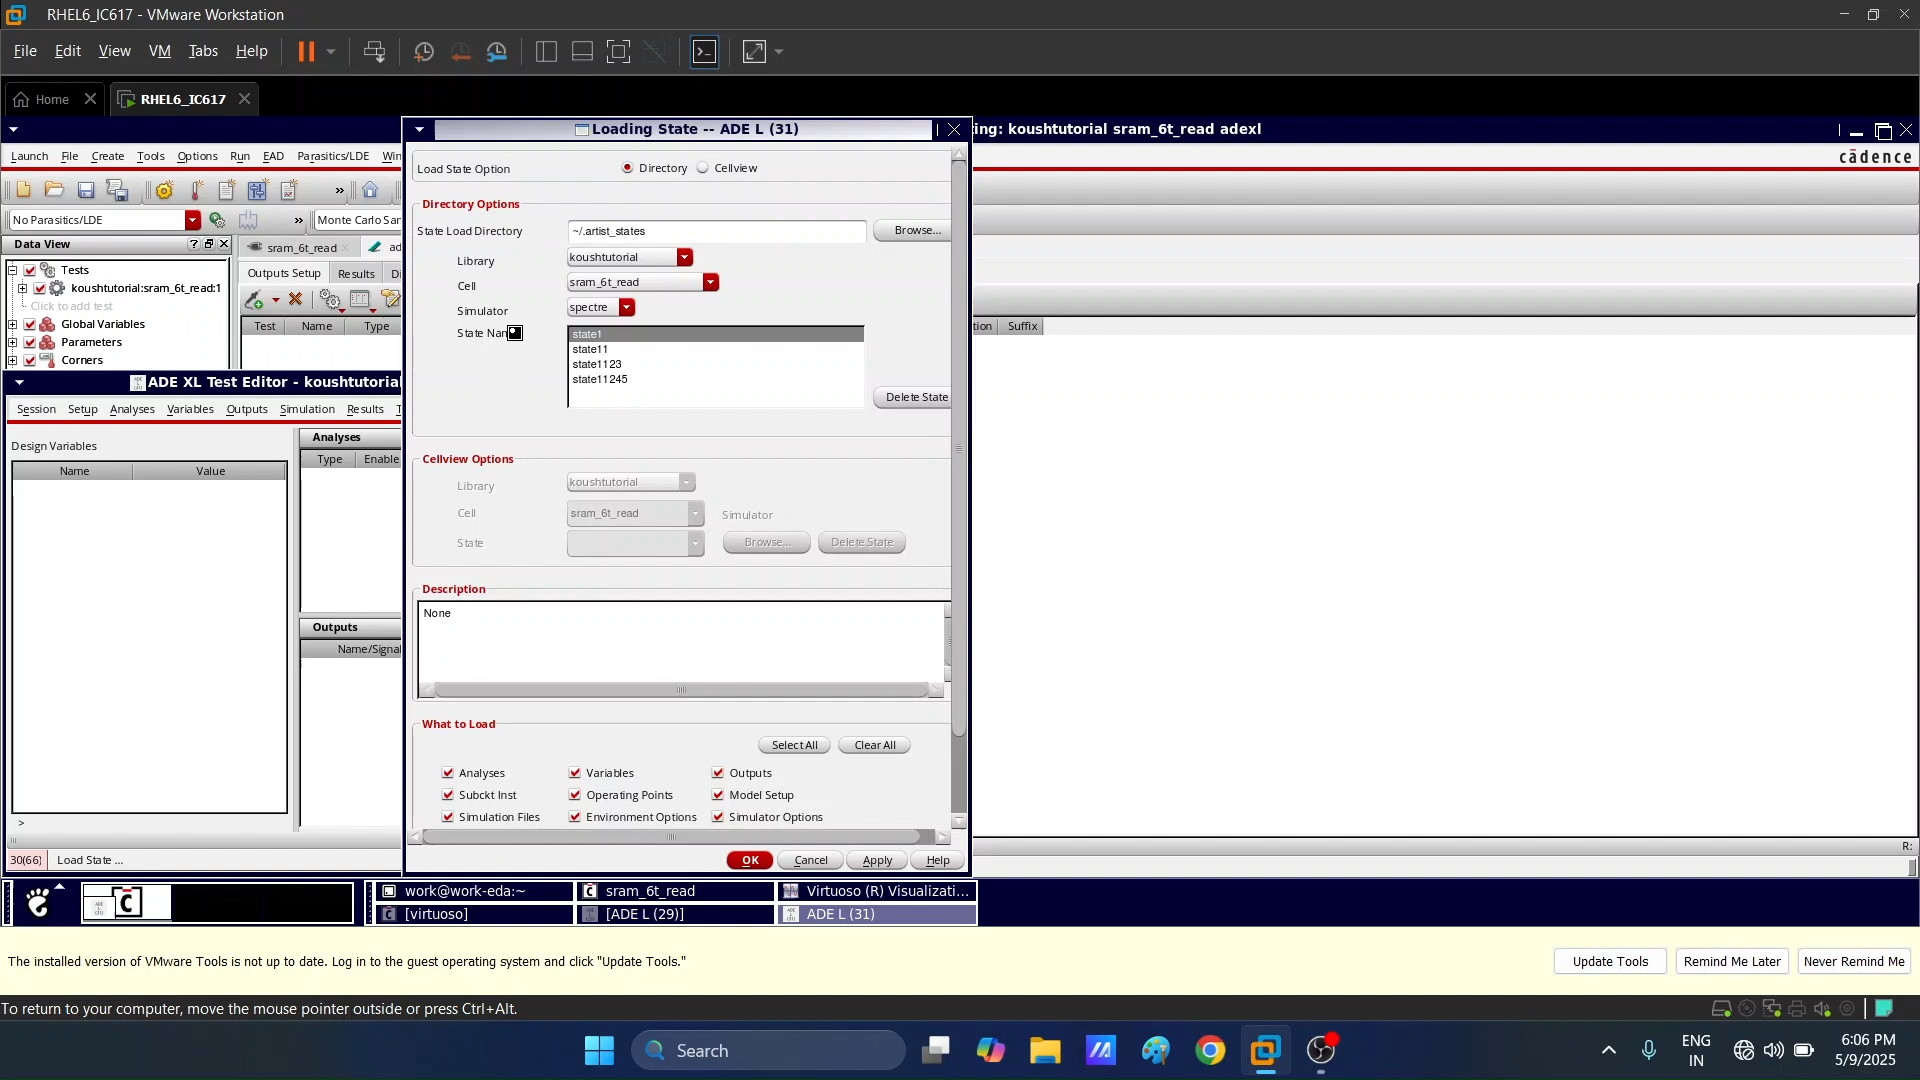 RHEL6_IC617 - VMware Workstation
File Edit View VM Tabs Help
Home RHEL6_IC617
Loading State -- ADE L (31)
ing: koushtutorial sram_6t_read adexl
Launch File Create Tools Options Run EAD Parasitics/LDE Win
cādence
No Parasitics/LDE
Monte Carlo Sar
Data View
sram_6t_read
ad
Tests
koushtutorial:sram_6t_read:1
Click to add test
Global Variables
Parameters
Corners
Outputs Setup Results Di
Test Name Type
tion Suffix
Load State Option
Directory Cellview
Directory Options
State Load Directory
~/.artist_states
Browse...
Library
koushtutorial
Cell
sram_6t_read
Simulator
spectre
State Nan
state1
state11
state1123
state11245
Delete State
Cellview Options
Library
koushtutorial
Cell
sram_6t_read
Simulator
State
Browse...
Delete State
Description
None
What to Load
Select All
Clear All
Analyses Variables Outputs
Subckt Inst Operating Points Model Setup
Simulation Files Environment Options Simulator Options
OK Cancel Apply Help
ADE XL Test Editor - koushtutorial
Session Setup Analyses Variables Outputs Simulation Results T
Design Variables
Name Value
Analyses
Type Enable
Outputs
Name/Signal
>
30(66) Load State ...
R:
work@work-eda:~
sram_6t_read
Virtuoso (R) Visualizati...
[virtuoso]
[ADE L (29)]
ADE L (31)
The installed version of VMware Tools is not up to date. Log in to the guest operating system and click "Update Tools."
Update Tools
Remind Me Later
Never Remind Me
To return to your computer, move the mouse pointer outside or press Ctrl+Alt.
Search
ENG
IN
6:06 PM
5/9/2025